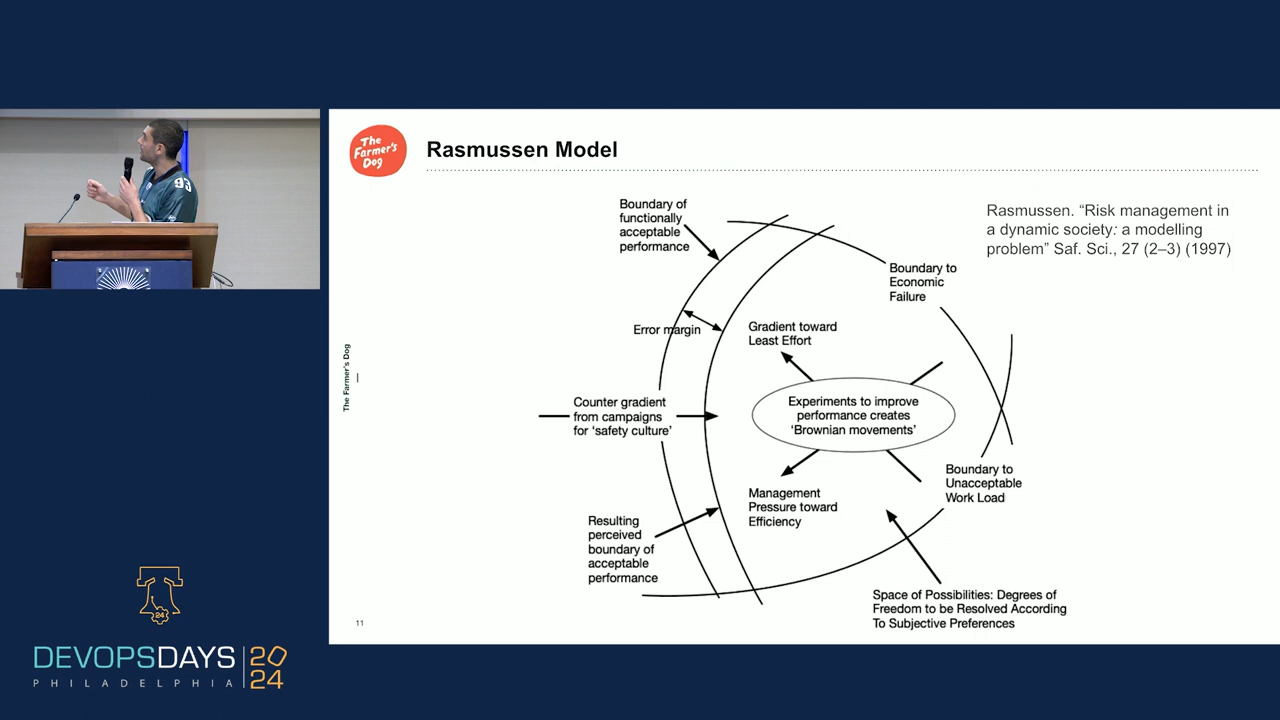 The
Farmer's
Dog
Rasmussen Model
Rasmussen. “Risk management in
a dynamic society: a modelling
problem” Saf. Sci., 27 (2–3) (1997)
Boundary of
functionally
acceptable
performance
Boundary to
Economic
Failure
Error margin
Gradient toward
Least Effort
Experiments to improve
performance creates
‘Brownian movements’
Counter gradient
from campaigns
for ‘safety culture’
Management
Pressure toward
Efficiency
Boundary to
Unacceptable
Work Load
Resulting
perceived
boundary of
acceptable
performance
Space of Possibilities: Degrees of
Freedom to be Resolved According
To Subjective Preferences
The Farmer's Dog
11
93
24
DEVOPSDAYS
PHILADELPHIA
20
24